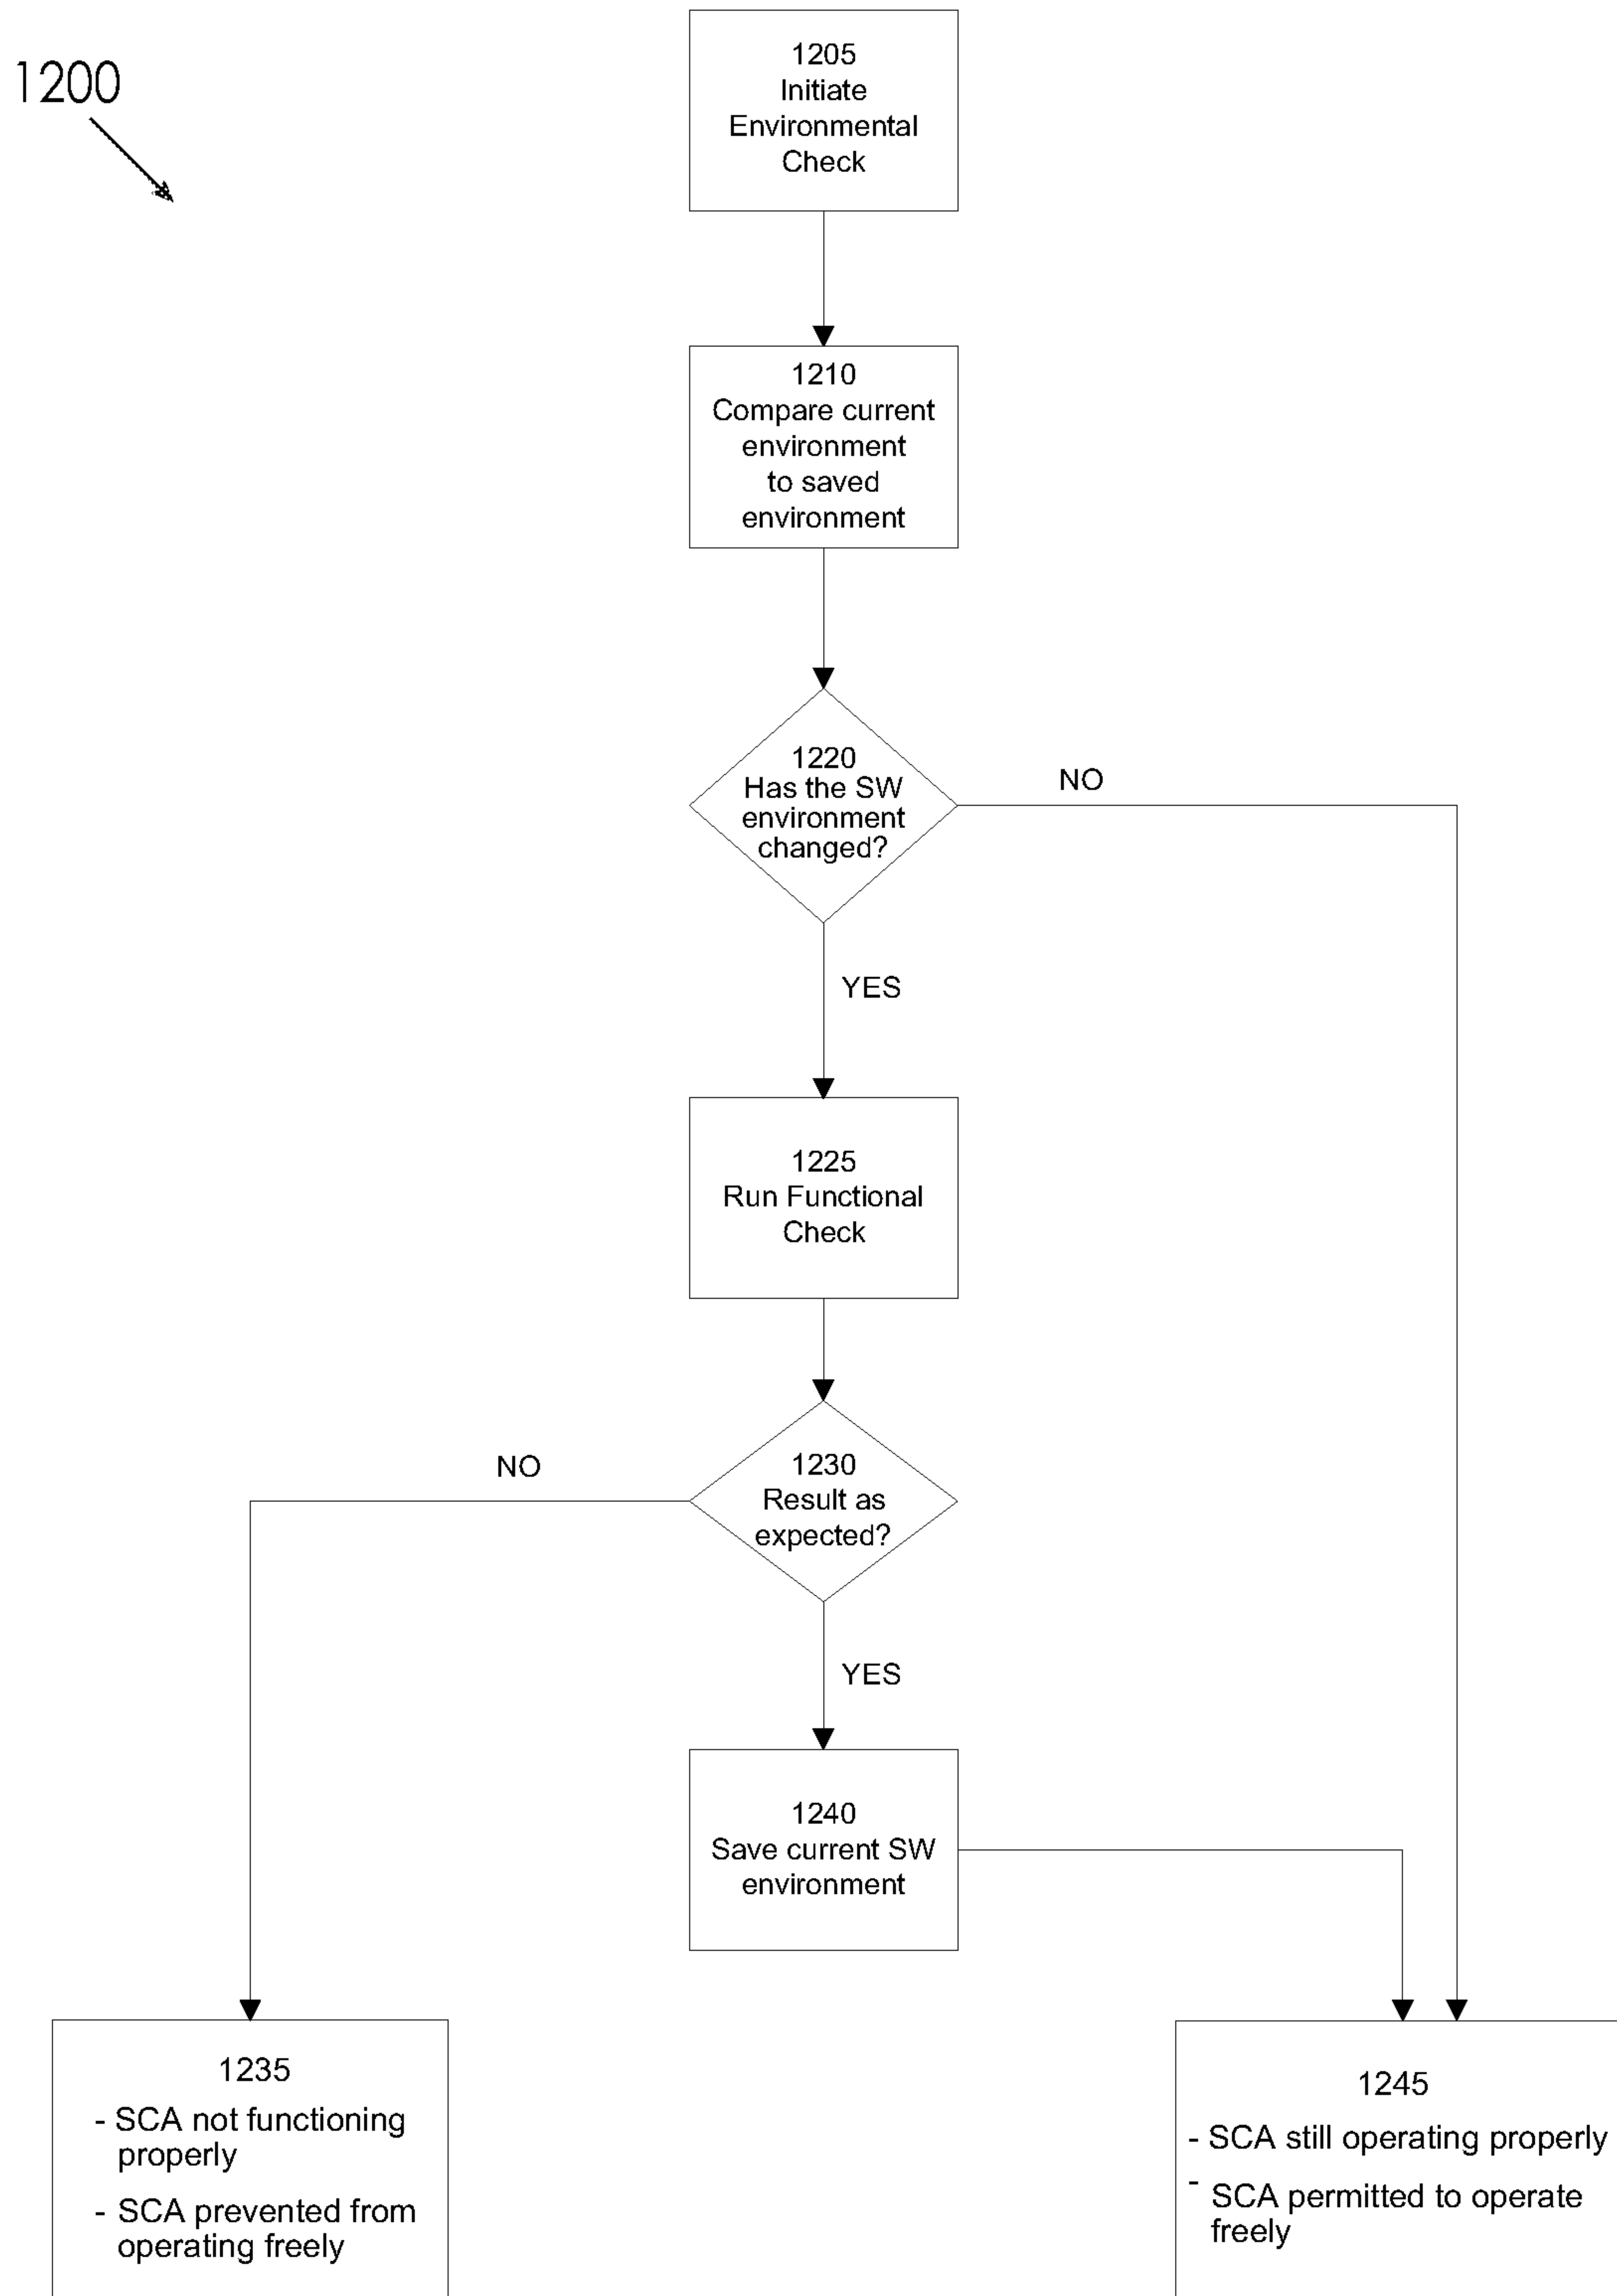 1200
1205
Initiate
Environmental
Check
1210
Compare current
environment
to saved
environment
1220
Has the SW
environment
changed?
NO
YES
1225
Run Functional
Check
1230
Result as
expected?
NO
YES
1240
Save current SW
environment
1235
- SCA not functioning
properly
- SCA prevented from
operating freely
1245
- SCA still operating properly
- SCA permitted to operate
freely